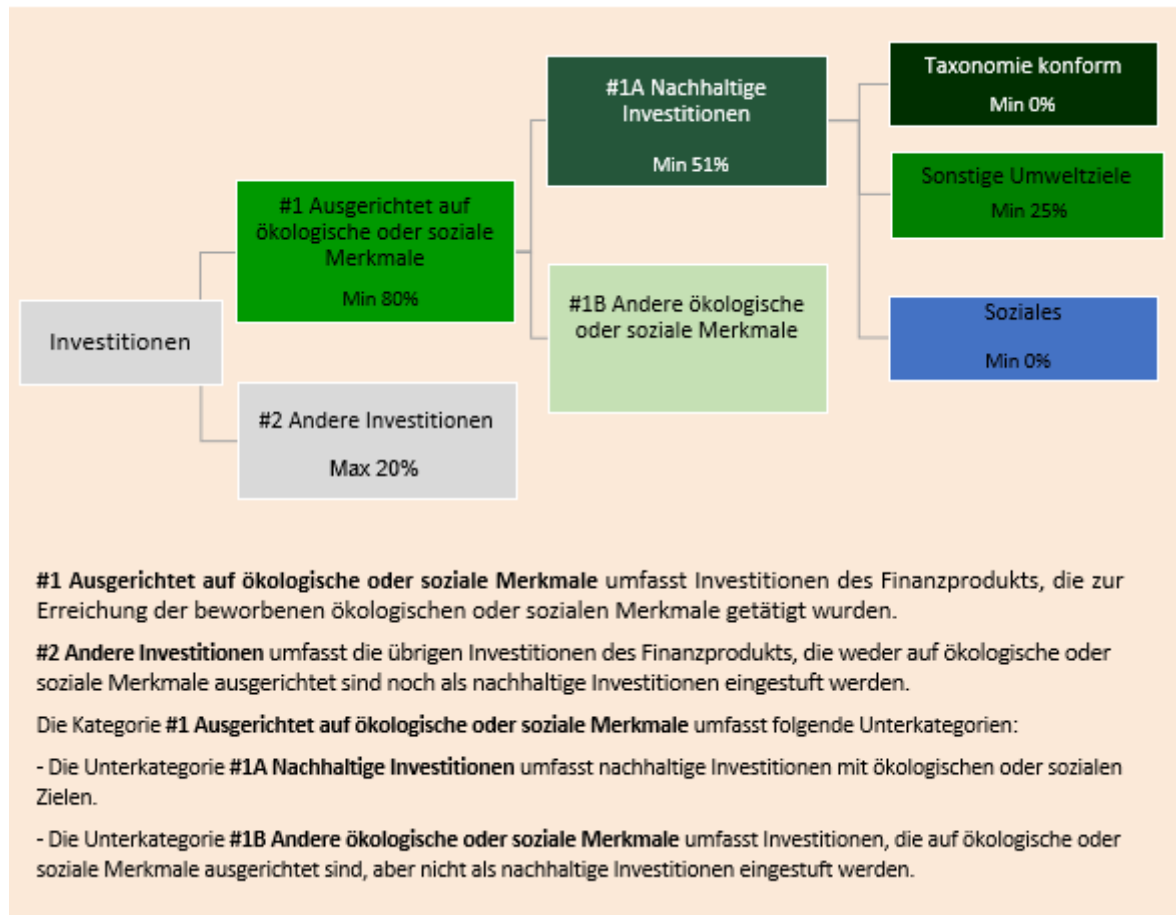 Investitionen
#1 Ausgerichtet auf
ökologische oder soziale
Merkmale
Min 80%
#2 Andere Investitionen
Max 20%
#1A Nachhaltige
Investitionen
Min 51%
#1B Andere ökologische
oder soziale Merkmale
Taxonomie konform
Min 0%
Sonstige Umweltziele
Min 25%
Soziales
Min 0%
#1 Ausgerichtet auf ökologische oder soziale Merkmale umfasst Investitionen des Finanzprodukts, die zur
Erreichung der beworbenen ökologischen oder sozialen Merkmale getätigt wurden.
#2 Andere Investitionen umfasst die übrigen Investitionen des Finanzprodukts, die weder auf ökologische oder
soziale Merkmale ausgerichtet sind noch als nachhaltige Investitionen eingestuft werden.
Die Kategorie #1 Ausgerichtet auf ökologische oder soziale Merkmale umfasst folgende Unterkategorien:
- Die Unterkategorie #1A Nachhaltige Investitionen umfasst nachhaltige Investitionen mit ökologischen oder sozialen
Zielen.
- Die Unterkategorie #1B Andere ökologische oder soziale Merkmale umfasst Investitionen, die auf ökologische oder
soziale Merkmale ausgerichtet sind, aber nicht als nachhaltige Investitionen eingestuft werden.